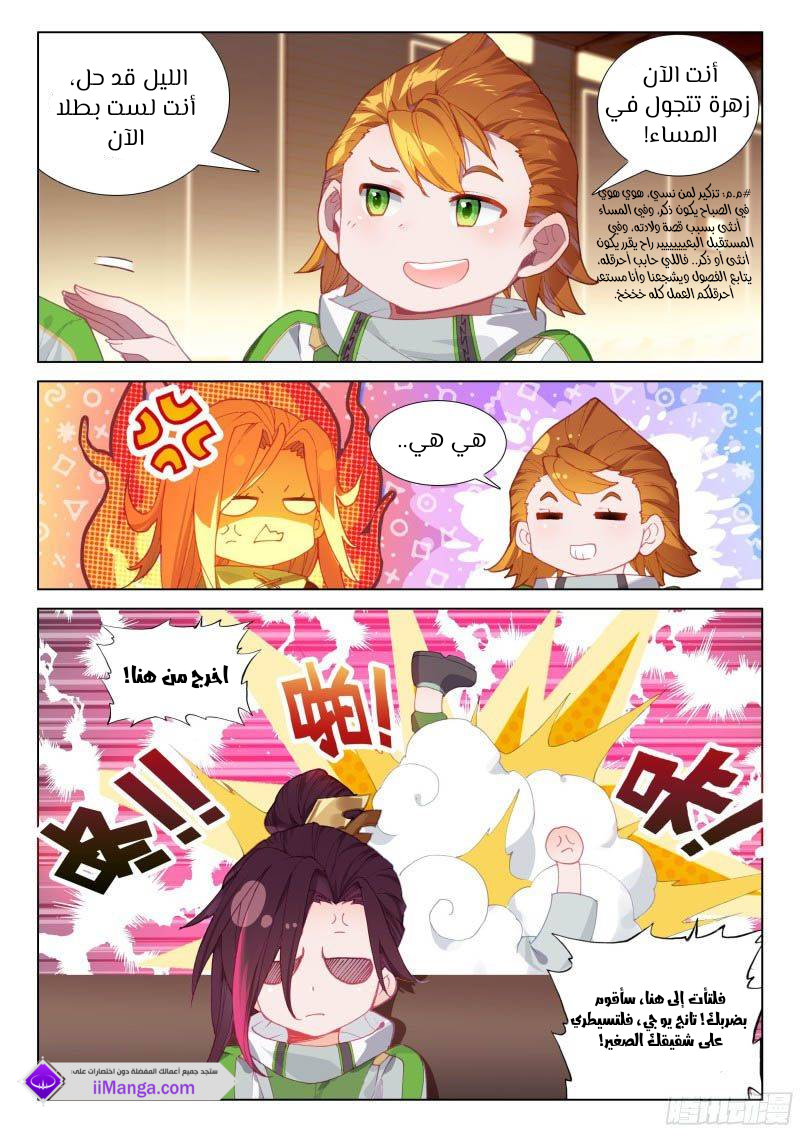 أنت الآن
زهرة تتجول في
المساء!
الليل قد حل،
أنت لست بطلا
الآن
#م.م: تذكير لمن نسي، هوي هوي
في الصباح يكون ذكر، وفي المساء
أنثى بسبب قصة ولادته، وفي
المستقبل البعييييييد راح يقرر يكون
أنثى أو ذكر.. فاللي حابب احرقله،
يتابع الفصول ويشجعنا وأنا مستعد
أحرقلكم العمل كله خخخخ.
هي هي..
اخرج من هنا!
فلتأت إلى هنا، سأقوم
بضربك! تانج يو جي، فلتسيطري
على شقيقك الصغير!
ستجد جميع أعمالك المفضلة دون اختصارات على:
iiManga.com